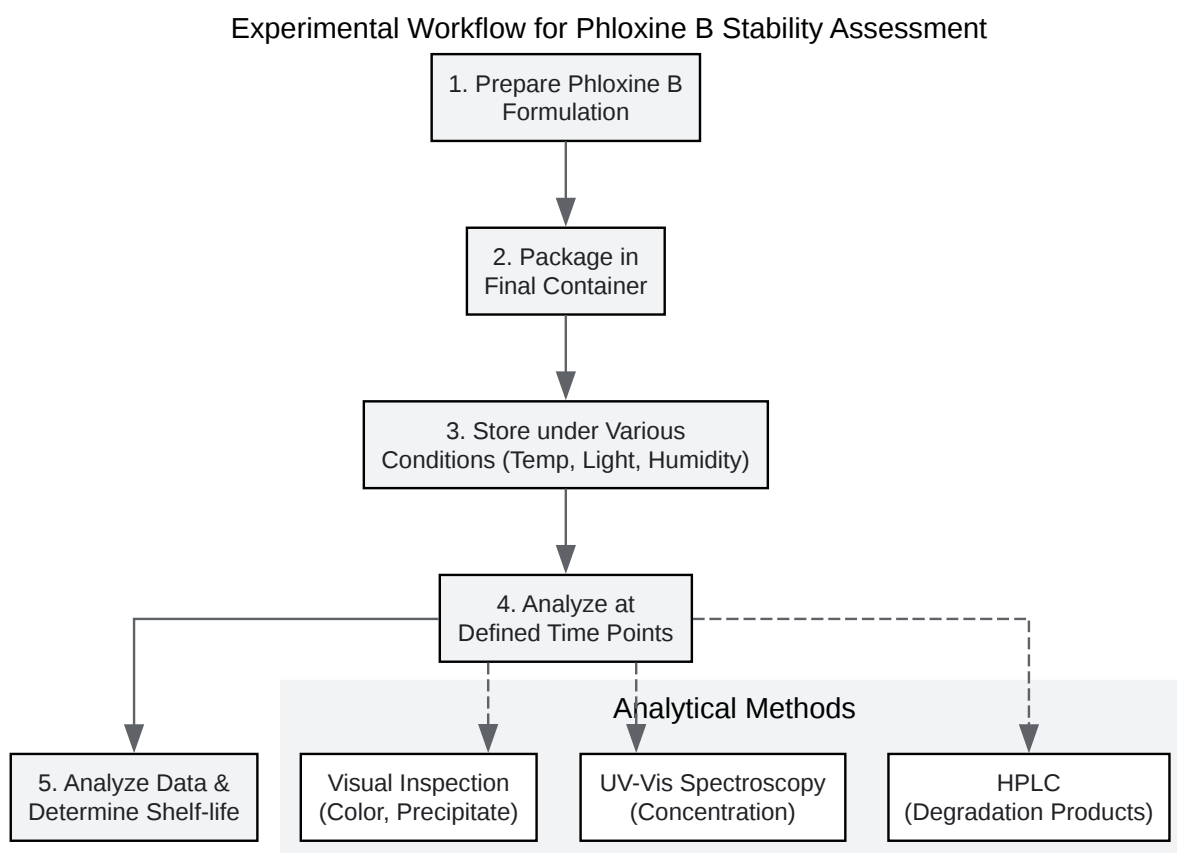 Experimental Workflow for Phloxine B Stability Assessment
1. Prepare Phloxine B
Formulation
2. Package in
Final Container
3. Store under Various
Conditions (Temp, Light, Humidity)
4. Analyze at
Defined Time Points
Analytical Methods
5. Analyze Data &
Determine Shelf-life
Visual Inspection
(Color, Precipitate)
UV-Vis Spectroscopy
(Concentration)
HPLC
(Degradation Products)